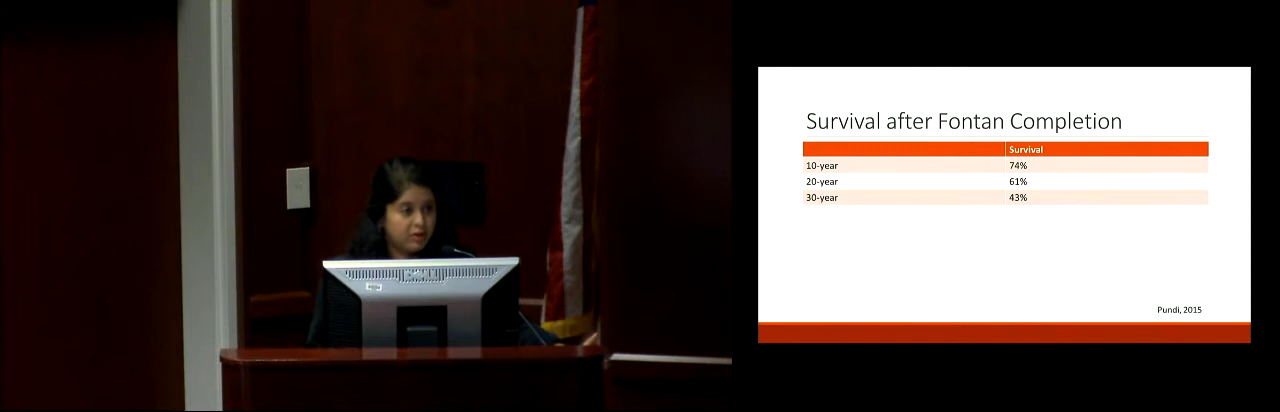 Survival after Fontan Completion
Survival
10-year 74%
20-year 61%
30-year 43%
Pundi, 2015